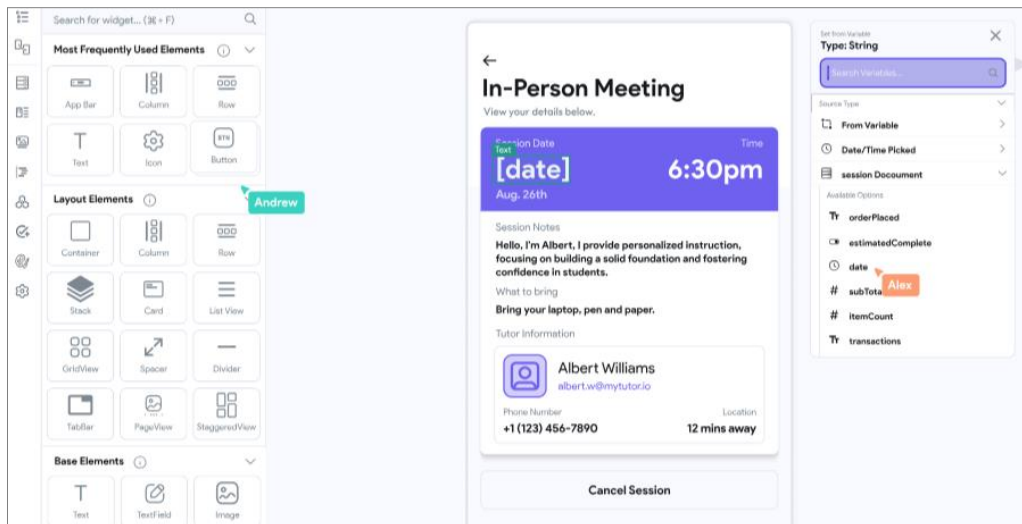 Search for widget... (⌘ + F)
Most Frequently Used Elements
App Bar
Column
Row
Text
Icon
BTN
Button
Andrew
Layout Elements
Container
Column
Row
Stack
Card
List View
GridView
Spacer
Divider
TabBar
PageView
StaggeredView
Base Elements
Text
TextField
Image
In-Person Meeting
View your details below.
Session Date
Time
Text
[date]
6:30pm
Aug. 26th
Session Notes
Hello, I'm Albert, I provide personalized instruction,
focusing on building a solid foundation and fostering
confidence in students.
What to bring
Bring your laptop, pen and paper.
Tutor Information
Albert Williams
albert.w@mytutor.io
Phone Number
Location
+1 (123) 456-7890
12 mins away
Cancel Session
Set from Variable
Type: String
Search Variables...
Source Type
From Variable
Date/Time Picked
session Docoument
Available Options
orderPlaced
estimatedComplete
date
Alex
subTota
itemCount
transactions